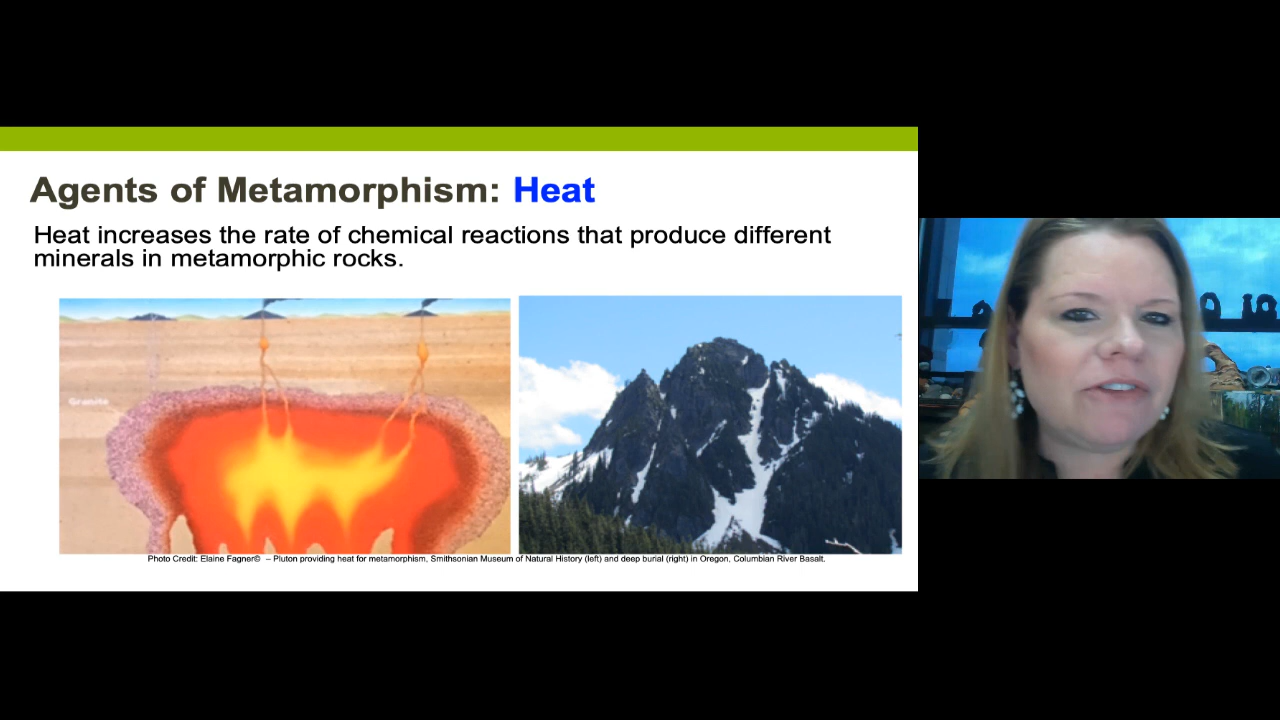 Agents of Metamorphism: Heat
Heat increases the rate of chemical reactions that produce different
minerals in metamorphic rocks.
Granite
Photo Credit: Elaine Fagner© – Pluton providing heat for metamorphism, Smithsonian Museum of Natural History (left) and deep burial (right) in Oregon, Columbian River Basalt.